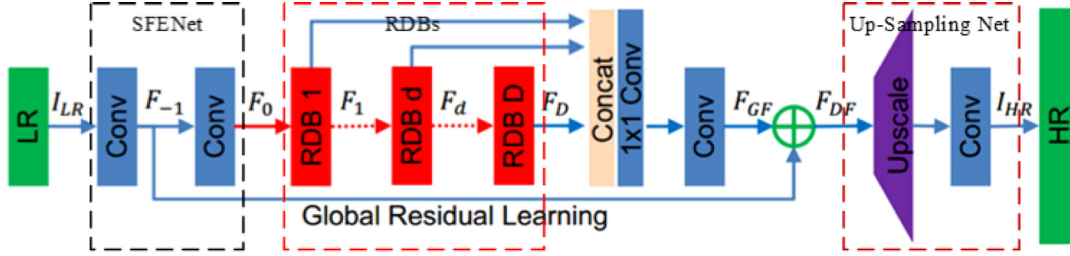 SFENet
RDBs
Up-Sampling Net
LR
I_LR
Conv
F_{-1}
Conv
F_0
RDB 1
F_1
RDB d
F_d
RDB D
F_D
Concat
1x1 Conv
Conv
F_GF
F_DF
Upscale
Conv
I_HR
HR
Global Residual Learning